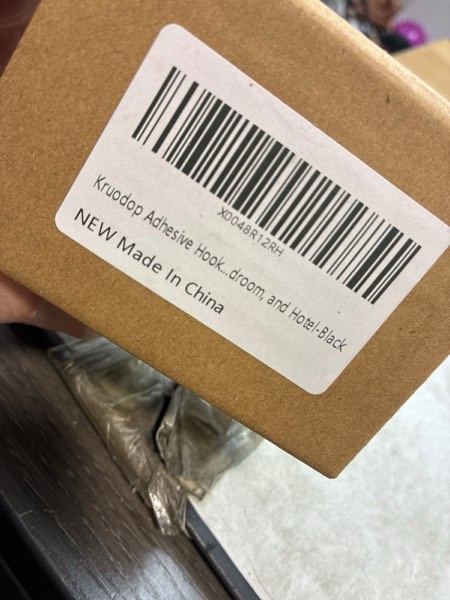 X0048R12RH
Kruodop Adhesive Hook...droom, and Hotel-Black
NEW Made In China